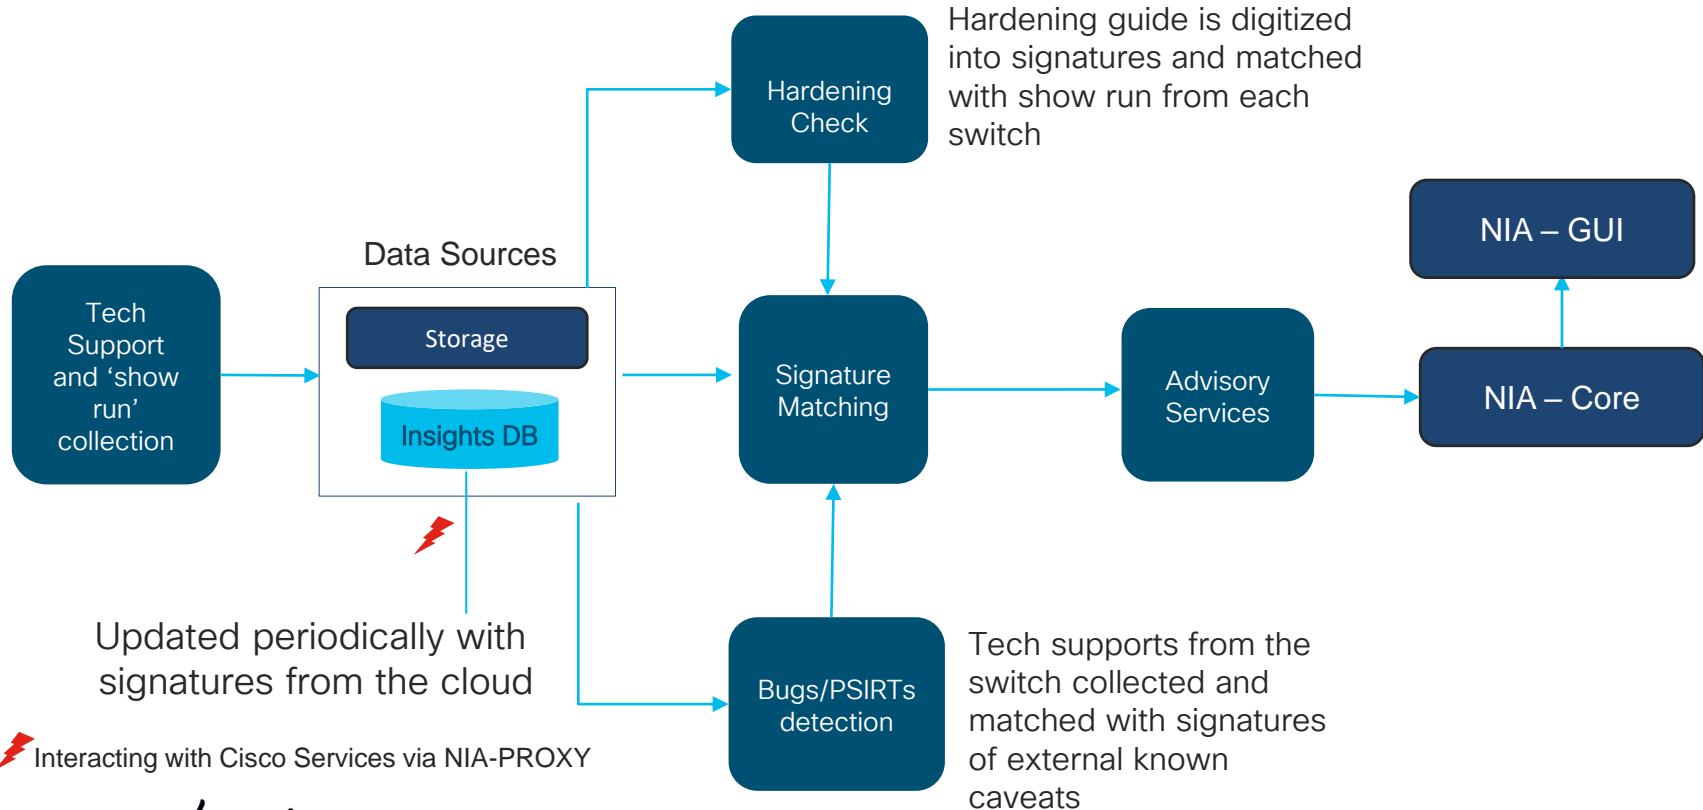 Hardening guide is digitized
into signatures and matched
with show run from each
switch
Hardening
Check
Data Sources
Tech
Support
and ‘show
run’
collection
Storage
Insights DB
Signature
Matching
Advisory
Services
NIA – GUI
NIA – Core
Updated periodically with
signatures from the cloud
Bugs/PSIRTs
detection
Tech supports from the
switch collected and
matched with signatures
of external known
caveats
Interacting with Cisco Services via NIA-PROXY